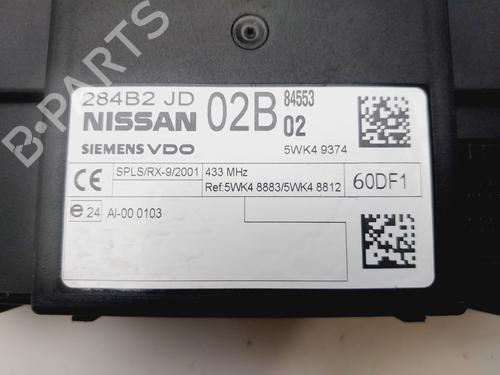 B-PARTS
284B2 JD 02B 84553
NISSAN 02
SIEMENS VDO 5WK4 9374
CE SPLS/RX-9/2001 433 MHz
Ref:5WK4 8883/5WK4 8812 60DF1
e 24 AI-00 0103